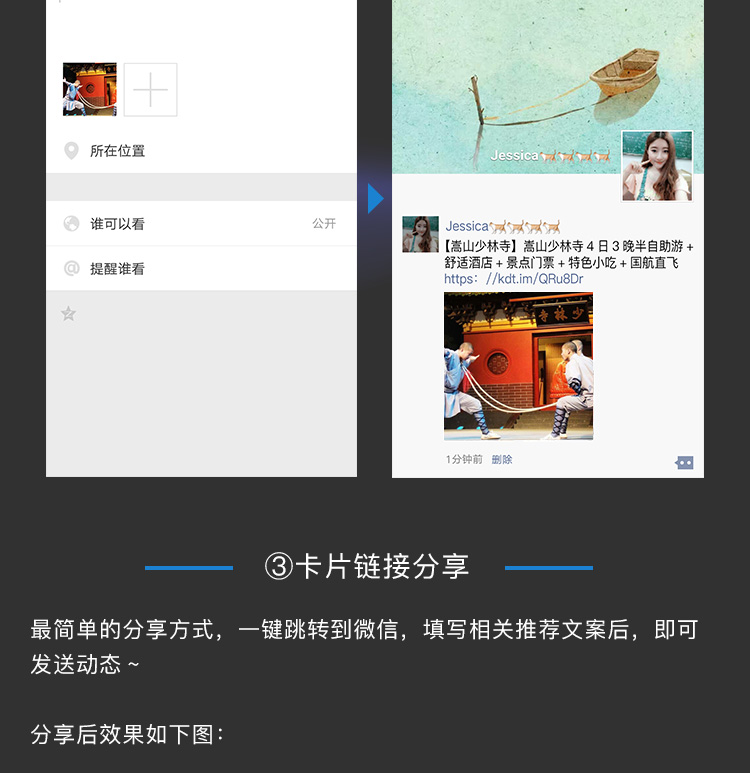 所在位置
谁可以看 公开
@ 提醒谁看
Jessica🐈🐈🐈🐈
Jessica🐈🐈🐈🐈
【嵩山少林寺】嵩山少林寺 4 日 3 晚半自助游 +
舒适酒店 + 景点门票 + 特色小吃 + 国航直飞
https：//kdt.im/QRu8Dr
少林寺
1分钟前 删除
③卡片链接分享
最简单的分享方式，一键跳转到微信，填写相关推荐文案后，即可
发送动态 ~
分享后效果如下图：